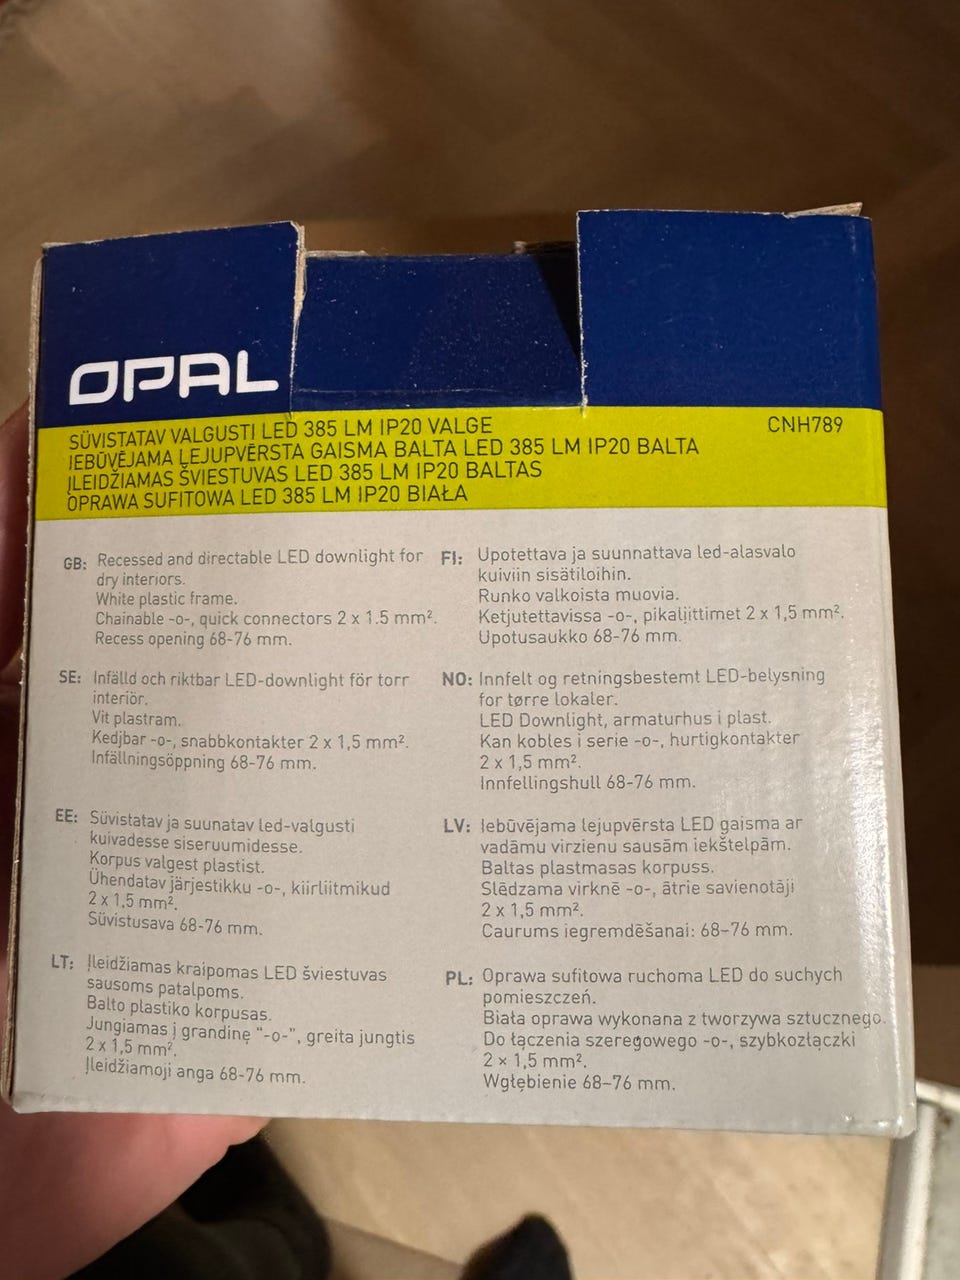 OPAL
SÜVISTATAV VALGUSTI LED 385 LM IP20 VALGE
CNH789
IEBŪVĒJAMA LEJUPVĒRSTA GAISMA BALTA LED 385 LM IP20 BALTA
ĮLEIDŽIAMAS ŠVIESTUVAS LED 385 LM IP20 BALTAS
OPRAWA SUFITOWA LED 385 LM IP20 BIAŁA
GB: Recessed and directable LED downlight for
dry interiors.
White plastic frame.
Chainable -o-, quick connectors 2 x 1.5 mm².
Recess opening 68-76 mm.
FI: Upotettava ja suunnattava led-alasvalo
kuiviin sisätiloihin.
Runko valkoista muovia.
Ketjutettavissa -o-, pikaliittimet 2 x 1,5 mm².
Upotusaukko 68-76 mm.
SE: Infälld och riktbar LED-downlight för torr
interiör.
Vit plastram.
Kedjbar -o-, snabbkontakter 2 x 1,5 mm².
Infällningsöppning 68-76 mm.
NO: Innfelt og retningsbestemt LED-belysning
for tørre lokaler.
LED Downlight, armaturhus i plast.
Kan kobles i serie -o-, hurtigkontakter
2 x 1,5 mm².
Innfellingshull 68-76 mm.
EE: Süvistatav ja suunatav led-valgusti
kuivadesse siseruumidesse.
Korpus valgest plastist.
Ühendatav järjestikku -o-, kiirliitmikud
2 x 1,5 mm².
Süvistusava 68-76 mm.
LV: Iebūvējama lejupvērsta LED gaisma ar
vadāmu virzienu sausām iekštelpām.
Baltas plastmasas korpuss.
Slēdzama virknē -o-, ātrie savienotāji
2 x 1,5 mm².
Caurums iegremdēšanai: 68–76 mm.
LT: Įleidžiamas kraipomas LED šviestuvas
sausoms patalpoms.
Balto plastiko korpusas.
Jungiamas į grandinę “-o-”, greita jungtis
2 x 1,5 mm².
Įleidžiamoji anga 68-76 mm.
PL: Oprawa sufitowa ruchoma LED do suchych
pomieszczeń.
Biała oprawa wykonana z tworzywa sztucznego.
Do łączenia szeregowego -o-, szybkozłączki
2 × 1,5 mm².
Wgłębienie 68–76 mm.